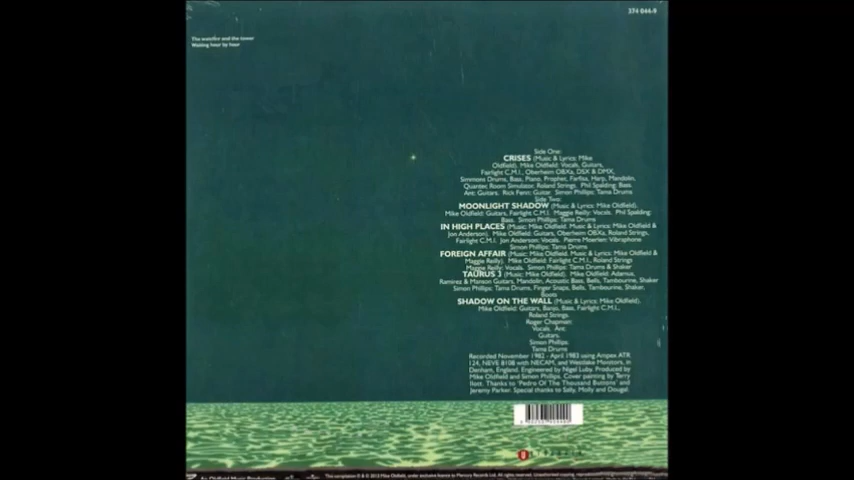 374 044-9
The watcher and the tower
Waiting hour by hour
Side One:
CRISES (Music & Lyrics: Mike
Oldfield). Mike Oldfield: Vocals, Guitars,
Fairlight C.M.I., Oberheim OBXa, DSX & DMX,
Simmons Drums, Bass, Piano, Prophet, Farfisa, Harp, Mandolin,
Quantec Room Simulator, Roland Strings. Phil Spalding: Bass.
Ant: Guitars. Rick Fenn: Guitar. Simon Phillips: Tama Drums
Side Two:
MOONLIGHT SHADOW (Music & Lyrics: Mike Oldfield).
Mike Oldfield: Guitars, Fairlight C.M.I. Maggie Reilly: Vocals. Phil Spalding:
Bass. Simon Phillips: Tama Drums
IN HIGH PLACES (Music: Mike Oldfield. Music & Lyrics: Mike Oldfield &
Jon Anderson). Mike Oldfield: Guitars, Oberheim OBXa, Roland Strings,
Fairlight C.M.I. Jon Anderson: Vocals. Pierre Moerlen: Vibraphone
Simon Phillips: Tama Drums
FOREIGN AFFAIR (Music: Mike Oldfield. Music & Lyrics: Mike Oldfield &
Maggie Reilly). Mike Oldfield: Fairlight C.M.I., Roland Strings
Maggie Reilly: Vocals. Simon Phillips: Tama Drums & Shaker
TAURUS 3 (Music: Mike Oldfield). Mike Oldfield: Adamus,
Ramirez & Manson Guitars, Mandolin, Acoustic Bass, Bells, Tambourine, Shaker
Simon Phillips: Tama Drums, Finger Snaps, Bells, Tambourine, Shaker,
Boots
SHADOW ON THE WALL (Music & Lyrics: Mike Oldfield).
Mike Oldfield: Guitars, Banjo, Bass, Fairlight C.M.I.,
Roland Strings.
Roger Chapman:
Vocals. Ant:
Guitars.
Simon Phillips:
Tama Drums
Recorded November 1982 - April 1983 using Ampex ATR
124, NEVE 8108 with NECAM, and Westlake Monitors, in
Denham, England. Engineered by Nigel Luby. Produced by
Mike Oldfield and Simon Phillips. Cover painting by Terry
Ilott. Thanks to 'Pedro Of The Thousand Buttons' and
Jeremy Parker. Special thanks to Sally, Molly and Dougal.
An Oldfield Music Production